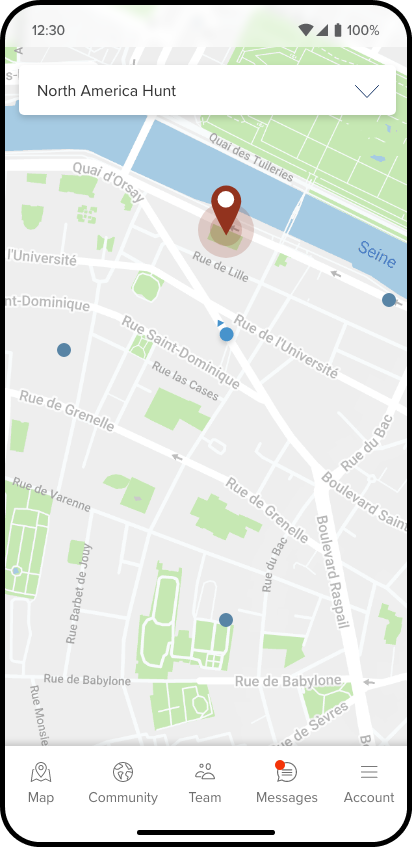 12:30 100%
North America Hunt
Quai des Tuileries
Quai d'Orsay
Seine
Rue de Lille
l'Université
nt-Dominique
Rue Saint-Dominique
Rue de l'Université
Rue las Cases
Rue de Grenelle
Rue du Bac
Rue de Varenne
Rue de Grenelle
Boulevard Saint
Boulevard Raspail
Rue du Bac
Rue Barbet de Jouy
Rue de Babylone
Rue de Babylone
Rue Monsie
ue de Sèvres
Map Community Team Messages Account